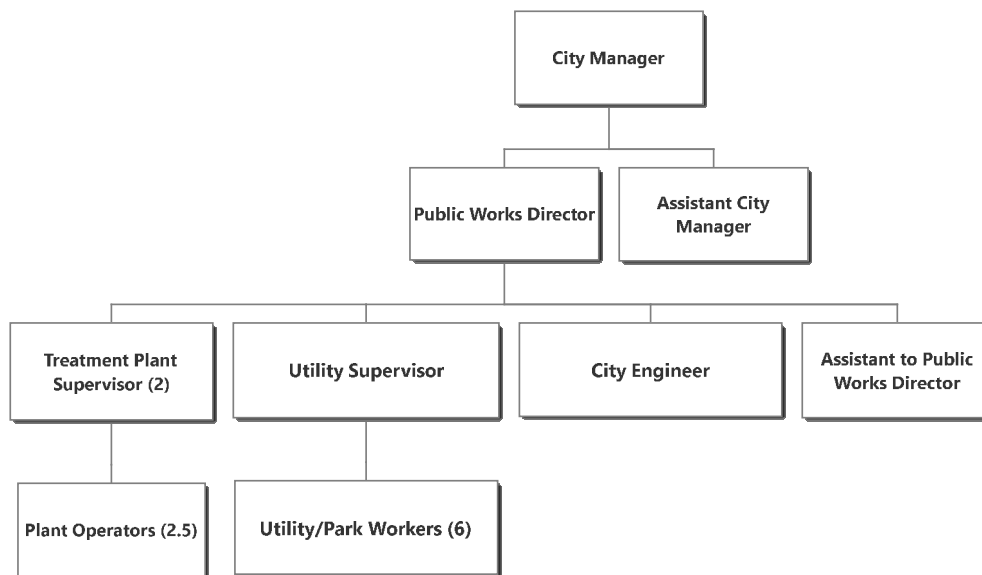 City Manager
Public Works Director
Assistant City
Manager
Treatment Plant
Supervisor (2)
Utility Supervisor
City Engineer
Assistant to Public
Works Director
Plant Operators (2.5)
Utility/Park Workers (6)